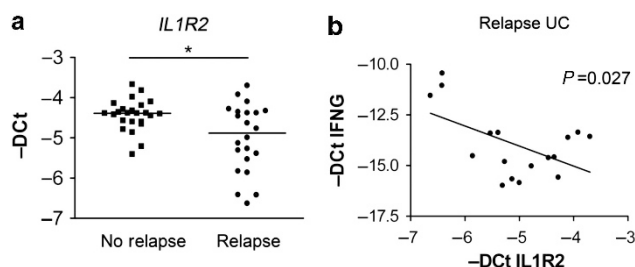 a
IL1R2
*
–DCt
–3
–4
–5
–6
–7
No relapse Relapse
b
Relapse UC
P=0.027
–DCt IFNG
–10.0
–12.5
–15.0
–17.5
–7 –6 –5 –4 –3
–DCt IL1R2